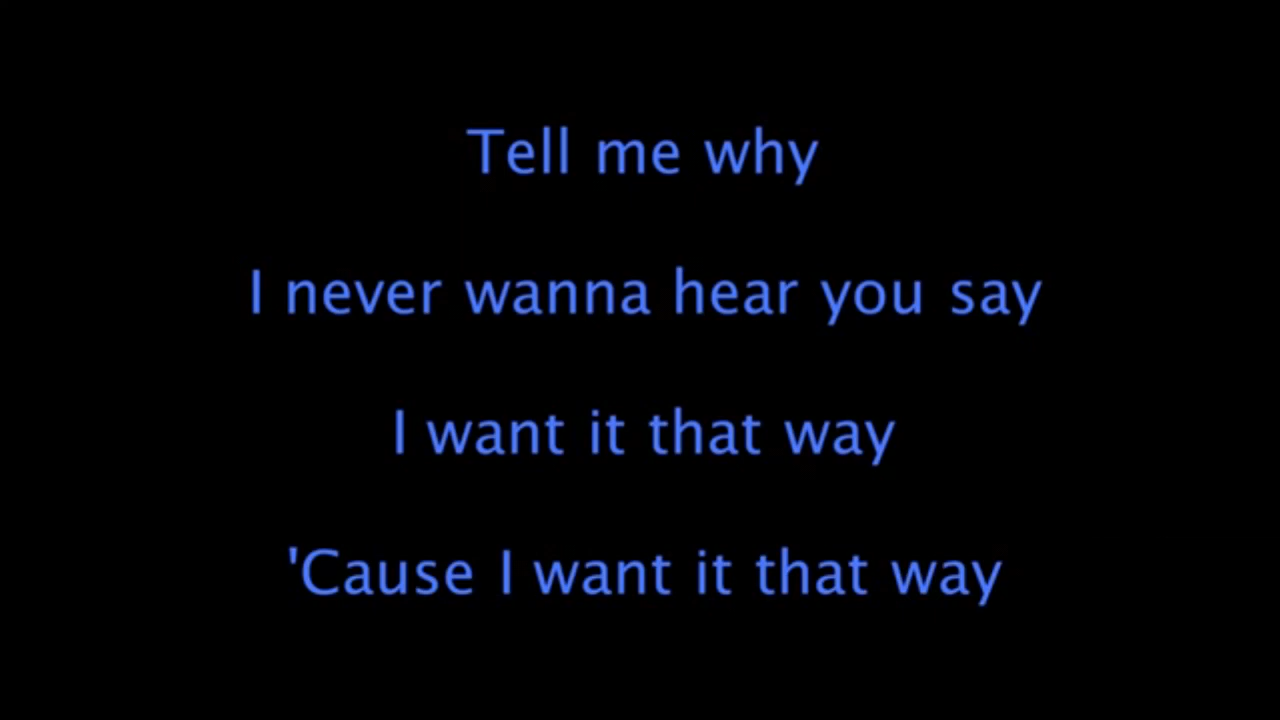 Tell me why
I never wanna hear you say
I want it that way
'Cause I want it that way